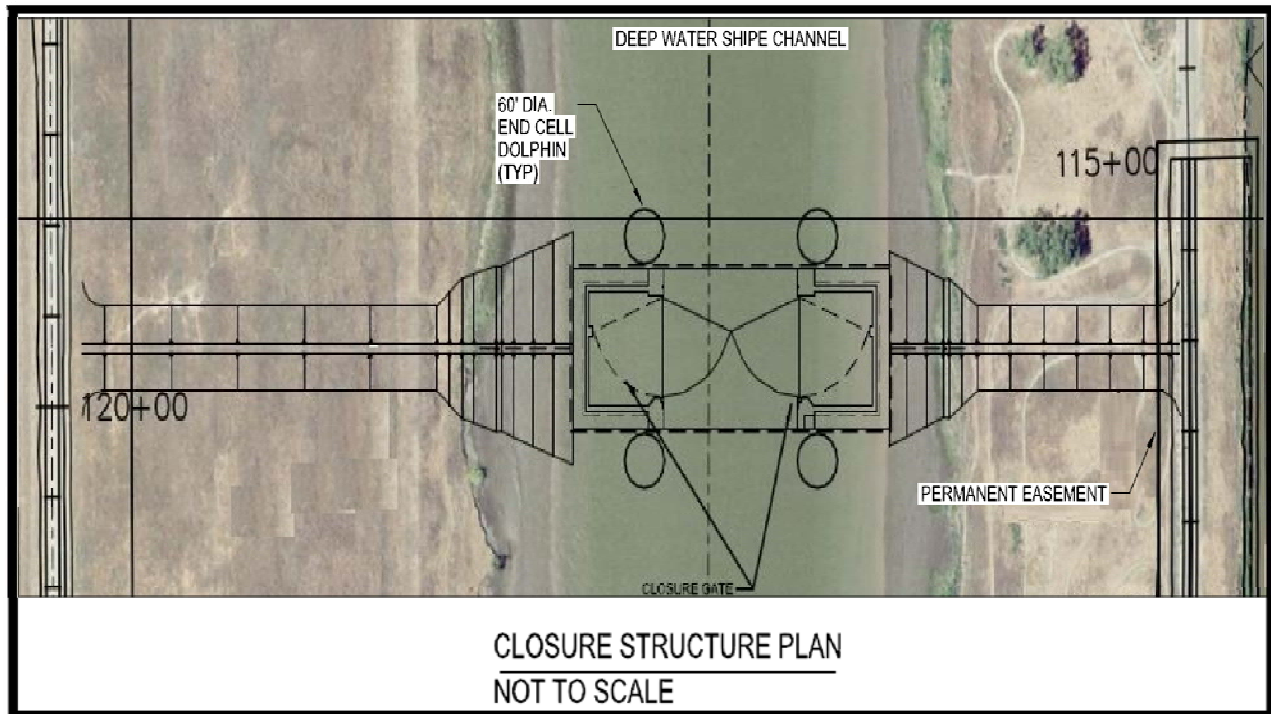 DEEP WATER SHIPE CHANNEL
60' DIA.
END CELL
DOLPHIN
(TYP)
115+00
120+00
PERMANENT EASEMENT
CLOSURE GATE
CLOSURE STRUCTURE PLAN
NOT TO SCALE